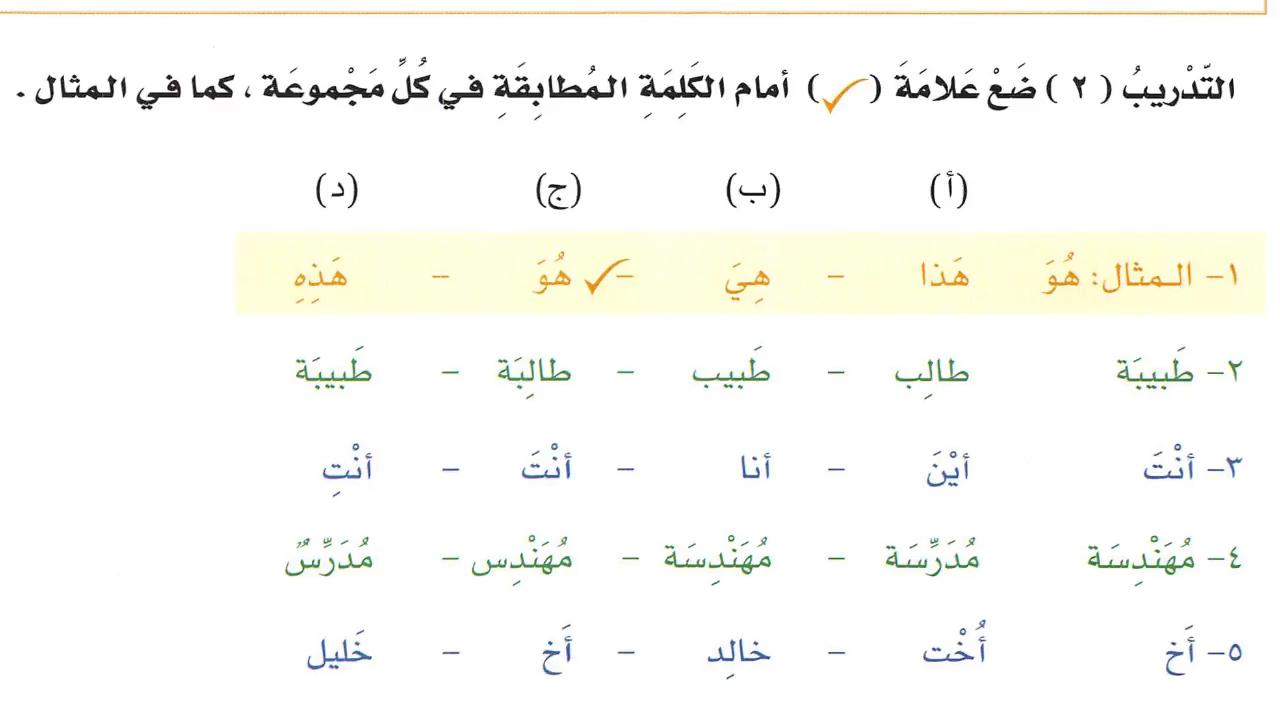 التّدْريبُ ( ٢ ) ضَعْ عَلامَةَ ( ✓ ) أمام الكَلِمَةِ المُطابِقَةِ في كُلِّ مَجْموعَة ، كما في المثال .
(أ) (ب) (ج) (د)
١- المثال: هُوَ هَذا - هِيَ - هُوَ ✓ - هَذِهِ
٢- طَبيبَة طالِب - طَبيب - طالِبَة - طَبيبَة
٣- أنْتَ أيْنَ - أنا - أنْتَ - أنْتِ
٤- مُهَنْدِسَة مُدَرِّسَة - مُهَنْدِسَة - مُهَنْدِس - مُدَرِّسٌ
٥- أَخ أُخْت - خالِد - أَخ - خَليل